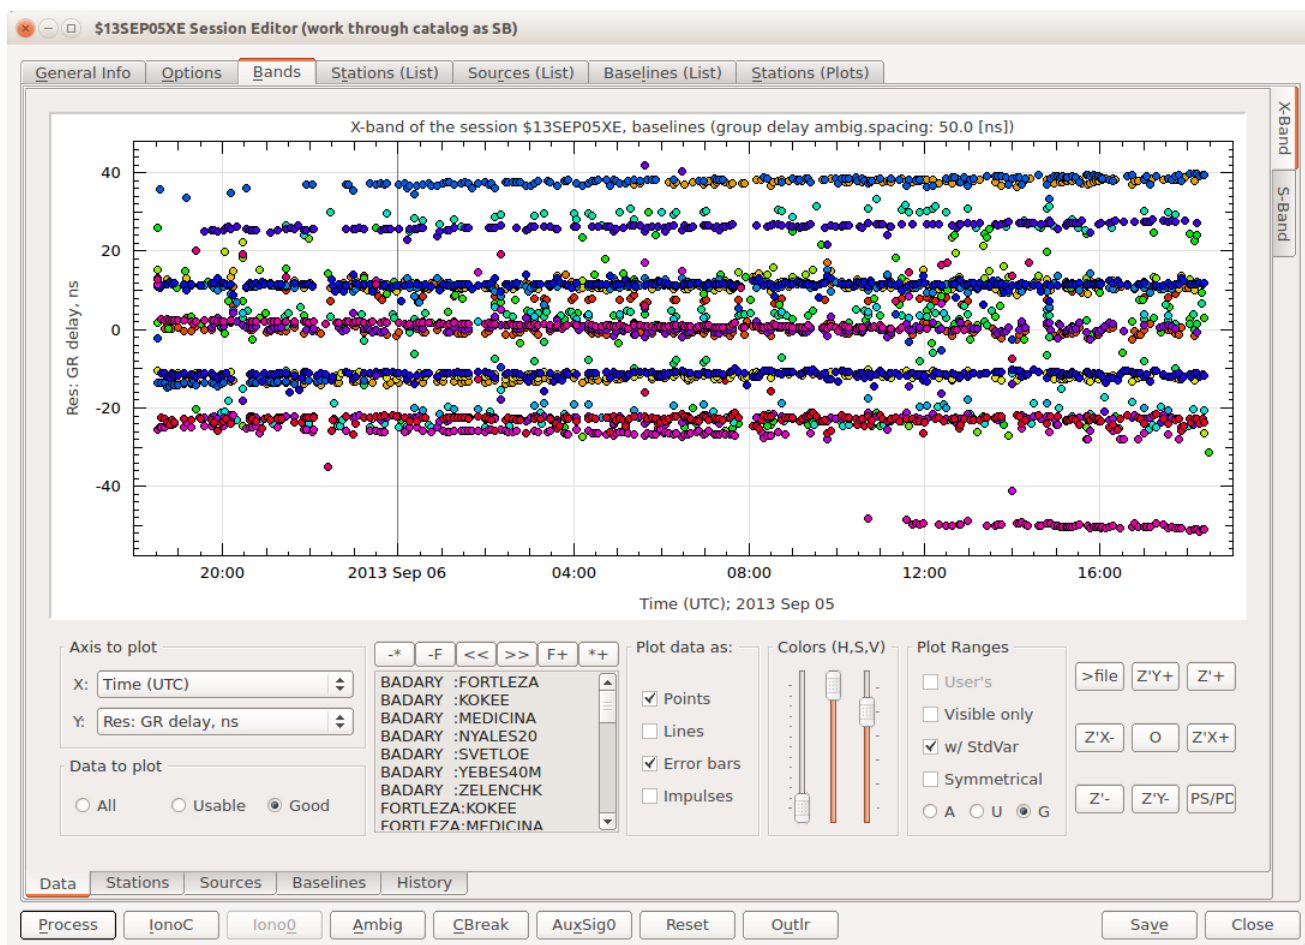 $13SEP05XE Session Editor (work through catalog as SB)
General Info Options Bands Stations (List) Sources (List) Baselines (List) Stations (Plots)
X-Band
S-Band
X-band of the session $13SEP05XE, baselines (group delay ambig.spacing: 50.0 [ns])
Res: GR delay, ns
40
20
0
-20
-40
20:00 2013 Sep 06 04:00 08:00 12:00 16:00
Time (UTC); 2013 Sep 05
Axis to plot
X: Time (UTC)
Y: Res: GR delay, ns
Data to plot
All Usable Good
-* -F << >> F+ *+
BADARY :FORTLEZA
BADARY :KOKEE
BADARY :MEDICINA
BADARY :NYALES20
BADARY :SVETLOE
BADARY :YEBES40M
BADARY :ZELENCHK
FORTLEZA:KOKEE
FORTLEZA:MEDICINA
Plot data as:
Points
Lines
Error bars
Impulses
Colors (H,S,V)
Plot Ranges
User's
Visible only
w/ StdVar
Symmetrical
A U G
>file Z'Y+ Z'+
Z'X- O Z'X+
Z'- Z'Y- PS/PD
Data Stations Sources Baselines History
Process IonoC Iono0 Ambig CBreak AuxSig0 Reset Outlr Save Close